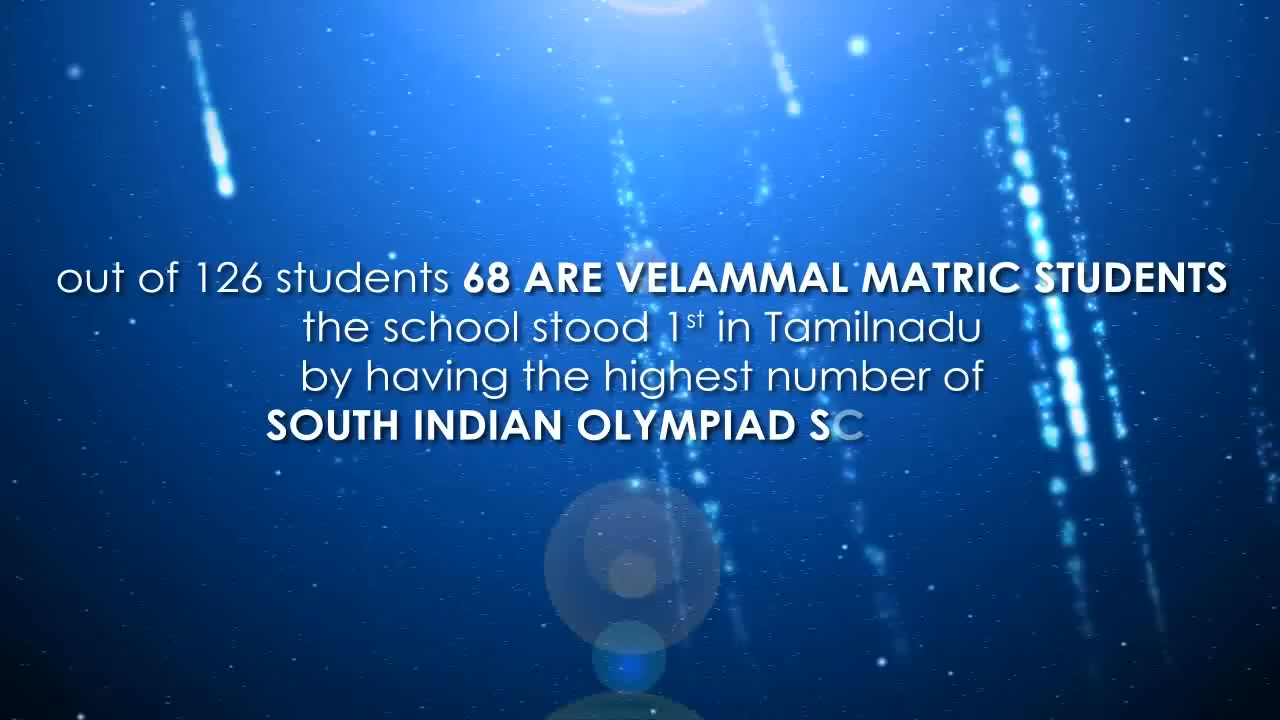 out of 126 students 68 ARE VELAMMAL MATRIC STUDENTS
the school stood 1st in Tamilnadu
by having the highest number of
SOUTH INDIAN OLYMPIAD SC